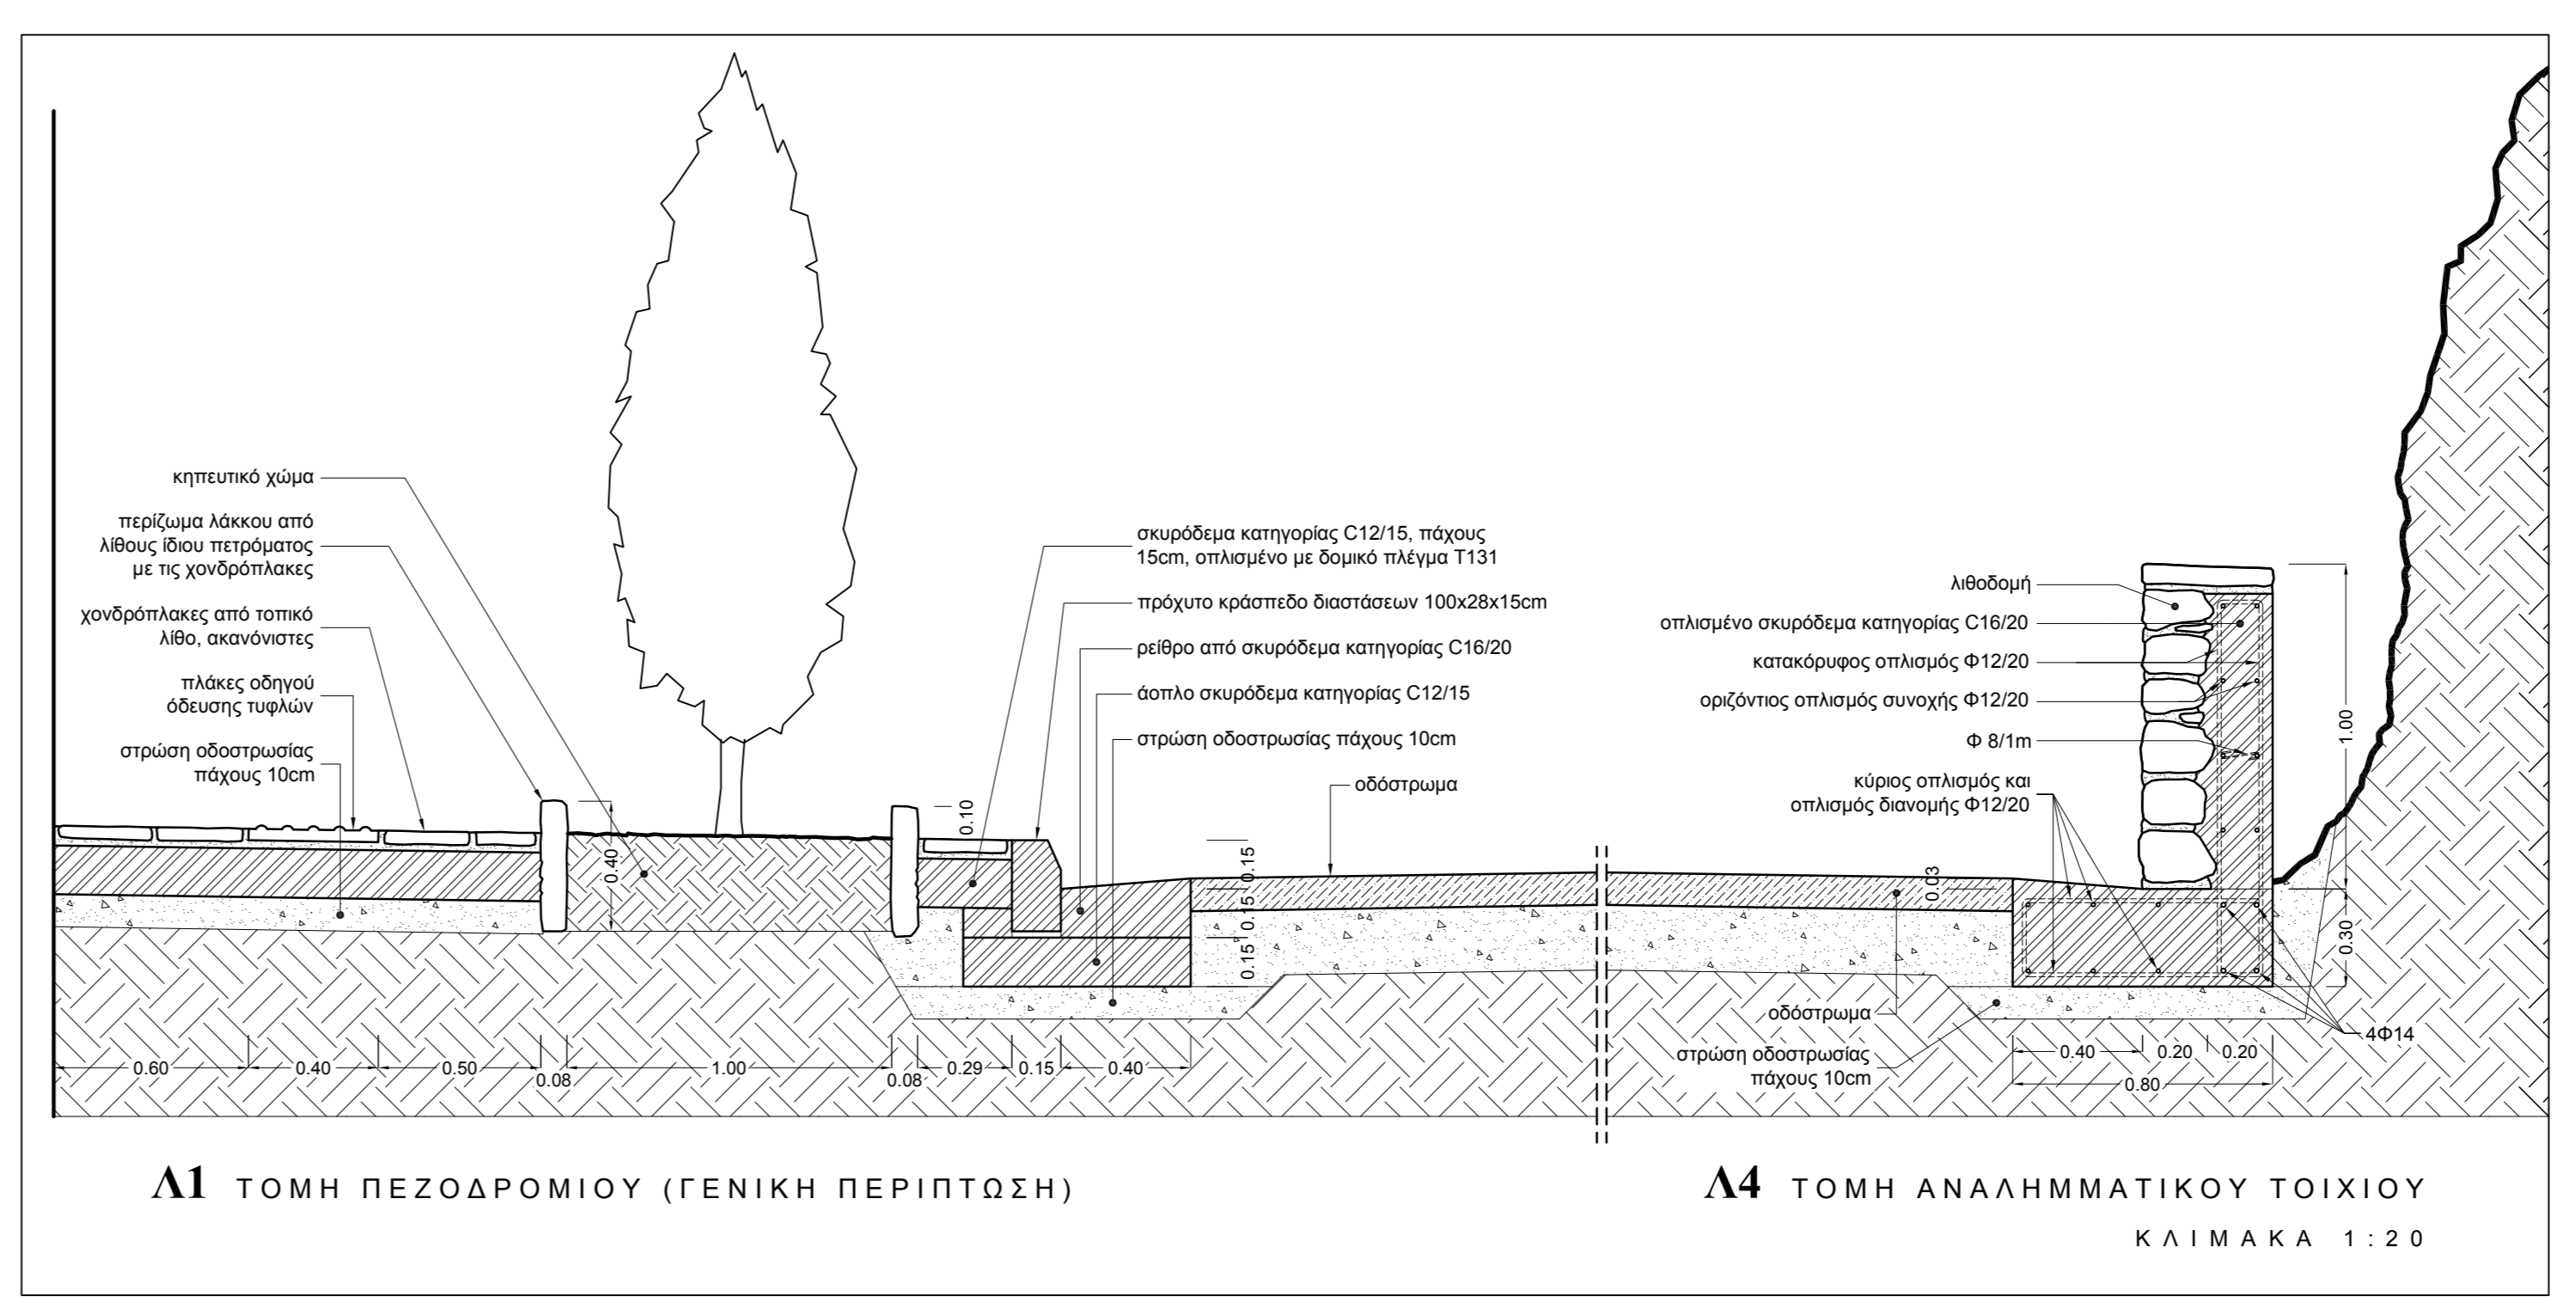 κηπευτικό χώμα
περίζωμα λάκκου από
λίθους ίδιου πετρόματος
με τις χονδρόπλακες
χονδρόπλακες από τοπικό
λίθο, ακανόνιστες
πλάκες οδηγού
όδευσης τυφλών
στρώση οδοστρωσίας
πάχους 10cm
σκυρόδεμα κατηγορίας C12/15, πάχους
15cm, οπλισμένο με δομικό πλέγμα T131
πρόχυτο κράσπεδο διαστάσεων 100x28x15cm
ρείθρο από σκυρόδεμα κατηγορίας C16/20
άοπλο σκυρόδεμα κατηγορίας C12/15
στρώση οδοστρωσίας πάχους 10cm
οδόστρωμα
0.40
0.10
0.15
0.15
0.15
0.60
0.40
0.50
0.08
1.00
0.08
0.29
0.15
0.40
λιθοδομή
οπλισμένο σκυρόδεμα κατηγορίας C16/20
κατακόρυφος οπλισμός Φ12/20
οριζόντιος οπλισμός συνοχής Φ12/20
Φ 8/1m
κύριος οπλισμός και
οπλισμός διανομής Φ12/20
0.03
1.00
0.30
οδόστρωμα
στρώση οδοστρωσίας
πάχους 10cm
4Φ14
0.40
0.20
0.20
0.80
Λ1 ΤΟΜΗ ΠΕΖΟΔΡΟΜΙΟΥ (ΓΕΝΙΚΗ ΠΕΡΙΠΤΩΣΗ)
Λ4 ΤΟΜΗ ΑΝΑΛΗΜΜΑΤΙΚΟΥ ΤΟΙΧΙΟΥ
ΚΛΙΜΑΚΑ 1:20